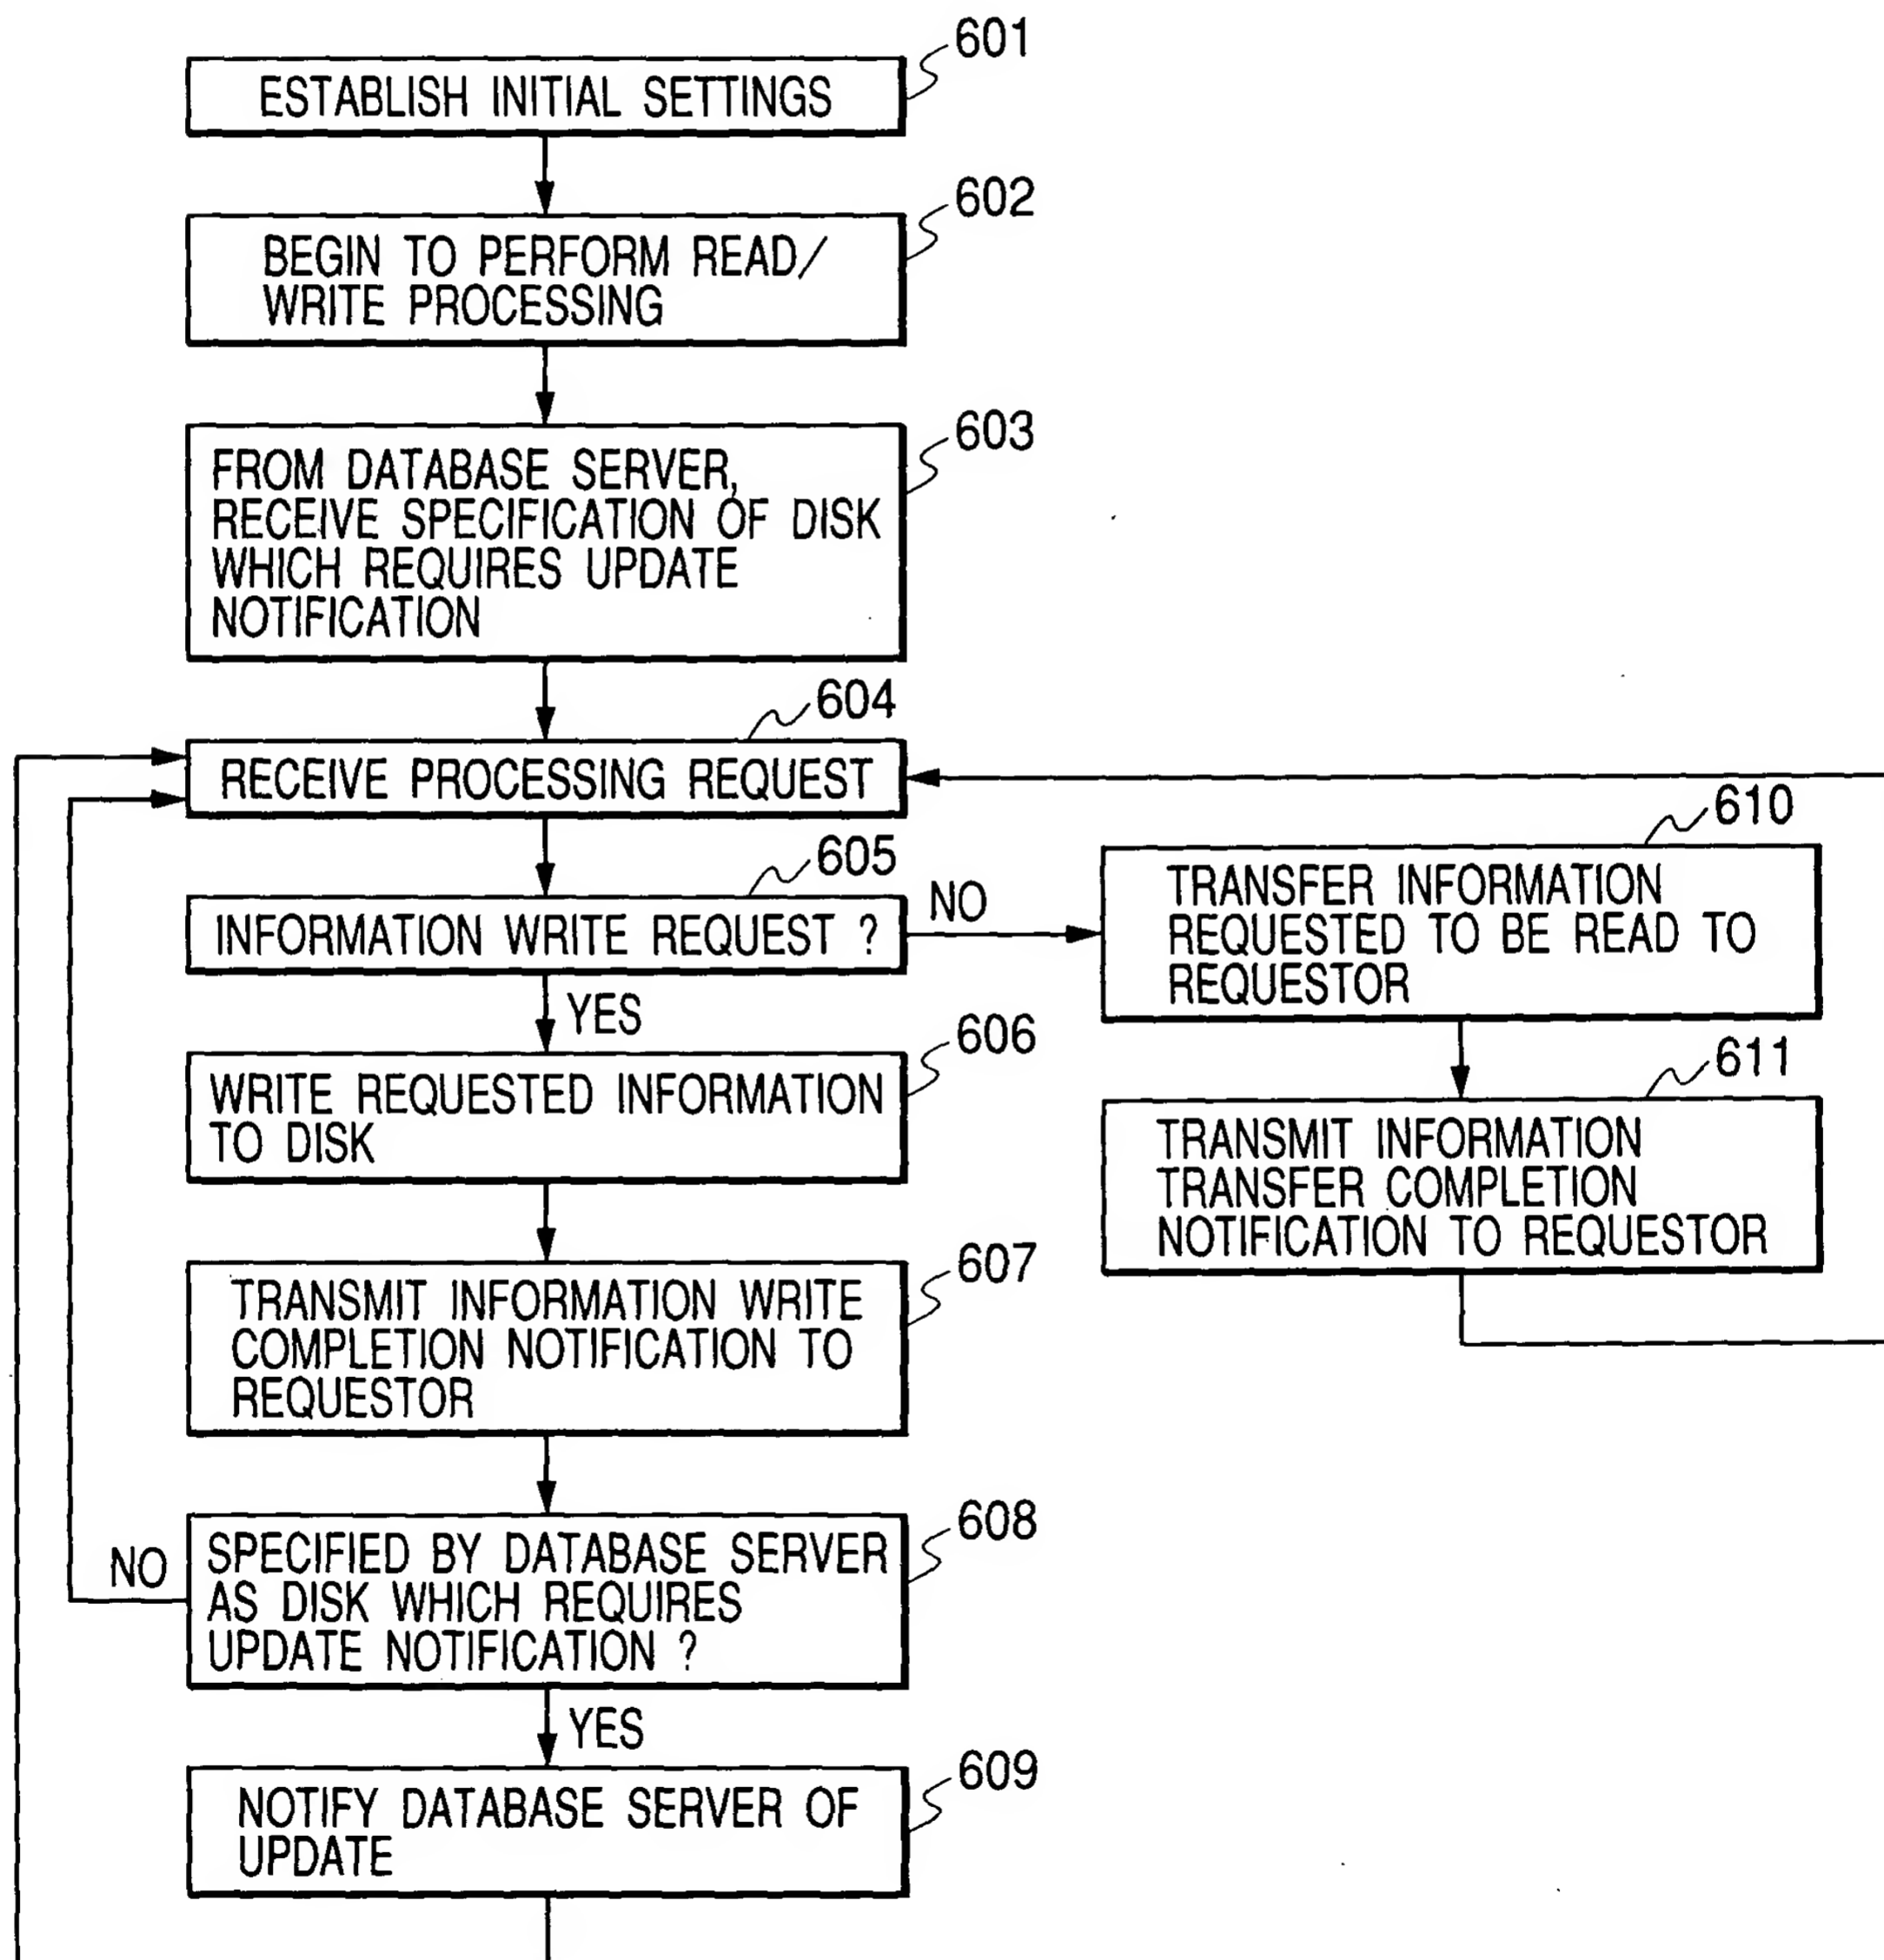 601
ESTABLISH INITIAL SETTINGS
602
BEGIN TO PERFORM READ/
WRITE PROCESSING
603
FROM DATABASE SERVER,
RECEIVE SPECIFICATION OF DISK
WHICH REQUIRES UPDATE
NOTIFICATION
604
RECEIVE PROCESSING REQUEST
605
INFORMATION WRITE REQUEST ?
NO
610
TRANSFER INFORMATION
REQUESTED TO BE READ TO
REQUESTOR
YES
606
WRITE REQUESTED INFORMATION
TO DISK
611
TRANSMIT INFORMATION
TRANSFER COMPLETION
NOTIFICATION TO REQUESTOR
607
TRANSMIT INFORMATION WRITE
COMPLETION NOTIFICATION TO
REQUESTOR
608
NO
SPECIFIED BY DATABASE SERVER
AS DISK WHICH REQUIRES
UPDATE NOTIFICATION ?
YES
609
NOTIFY DATABASE SERVER OF
UPDATE